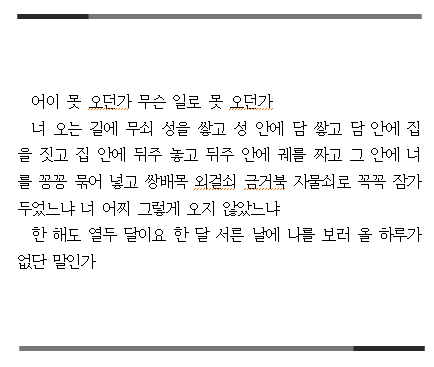 어이 못 오던가 무슨 일로 못 오던가
너 오는 길에 무쇠 성을 쌓고 성 안에 담 쌓고 담 안에 집
을 짓고 집 안에 뒤주 놓고 뒤주 안에 궤를 짜고 그 안에 너
를 꽁꽁 묶어 넣고 쌍배목 외걸쇠 금거북 자물쇠로 꼭꼭 잠가
두었느냐 너 어찌 그렇게 오지 않았느냐
한 해도 열두 달이요 한 달 서른 날에 나를 보러 올 하루가
없단 말인가